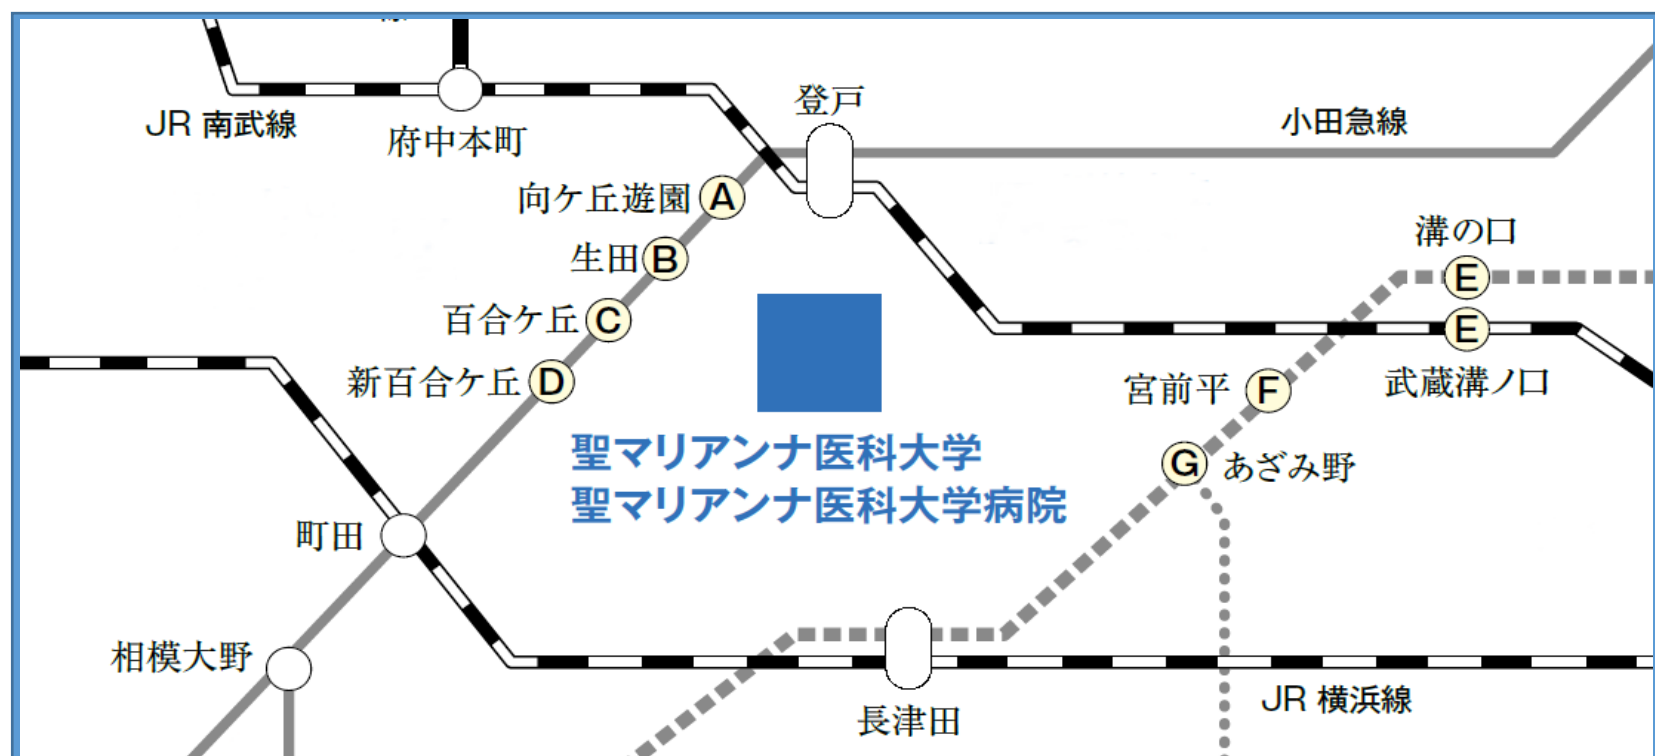 登戸
小田急線
JR 南武線
府中本町
向ケ丘遊園 A
溝の口
E
生田 B
百合ケ丘 C
E
武蔵溝ノ口
新百合ケ丘 D
宮前平 F
聖マリアンナ医科大学
聖マリアンナ医科大学病院
G あざみ野
町田
相模大野
長津田
JR 横浜線